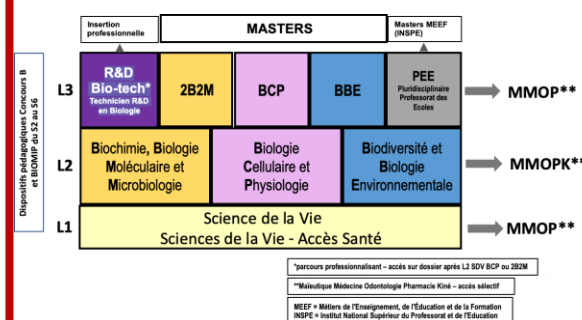 Insertion
professionnelle
MASTERS
Masters MEEF
(INSPE)
Dispositifs pédagogiques Concours B
et BIOMIP du S2 au S6
L3
R&D
Bio-tech*
Technicien R&D
en Biologie
2B2M
BCP
BBE
PEE
Pluridisciplinaire
Professorat des
Ecoles
MMOP**
L2
Biochimie, Biologie
Moléculaire et
Microbiologie
Biologie
Cellulaire et
Physiologie
Biodiversité et
Biologie
Environnementale
MMOPK**
L1
Science de la Vie
Sciences de la Vie - Accès Santé
MMOP**
*parcours professionnalisant – accès sur dossier après L2 SDV BCP ou 2B2M
**Maïeutique Médecine Odontologie Pharmacie Kiné – accès sélectif
MEEF = Métiers de l'Enseignement, de l'Éducation et de la Formation
INSPE = Institut National Supérieur du Professorat et de l'Education